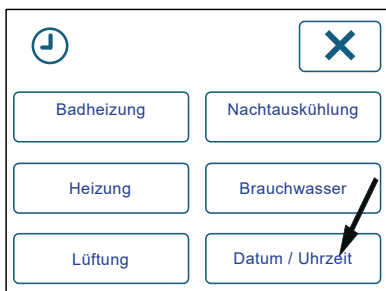 Badheizung
Nachtauskühlung
Heizung
Brauchwasser
Lüftung
Datum / Uhrzeit